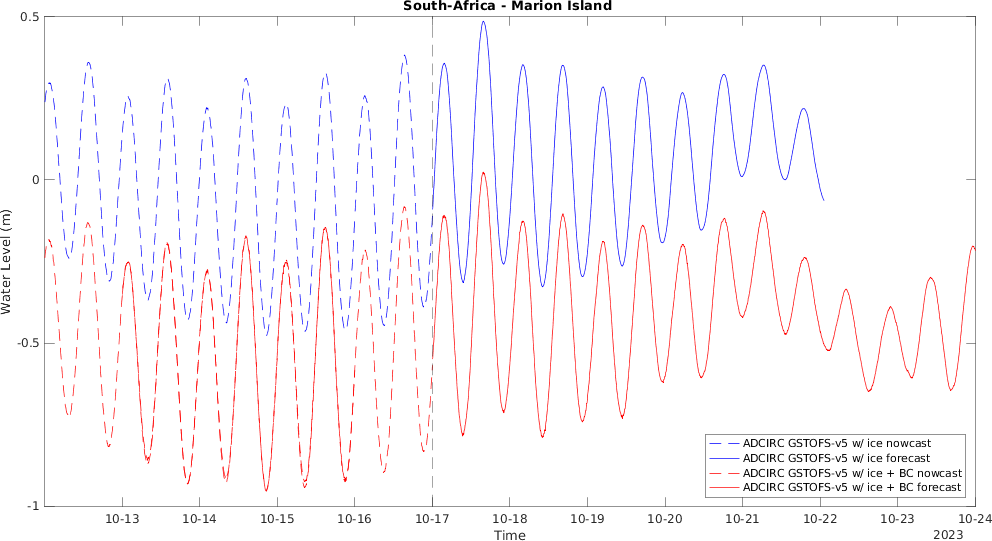 South-Africa - Marion Island
Water Level (m)
0.5
0
-0.5
-1
10-13
10-14
10-15
10-16
10-17
10-18
10-19
10-20
10-21
10-22
10-23
10-24
2023
Time
ADCIRC GSTOFS-v5 w/ ice nowcast
ADCIRC GSTOFS-v5 w/ ice forecast
ADCIRC GSTOFS-v5 w/ ice + BC nowcast
ADCIRC GSTOFS-v5 w/ ice + BC forecast